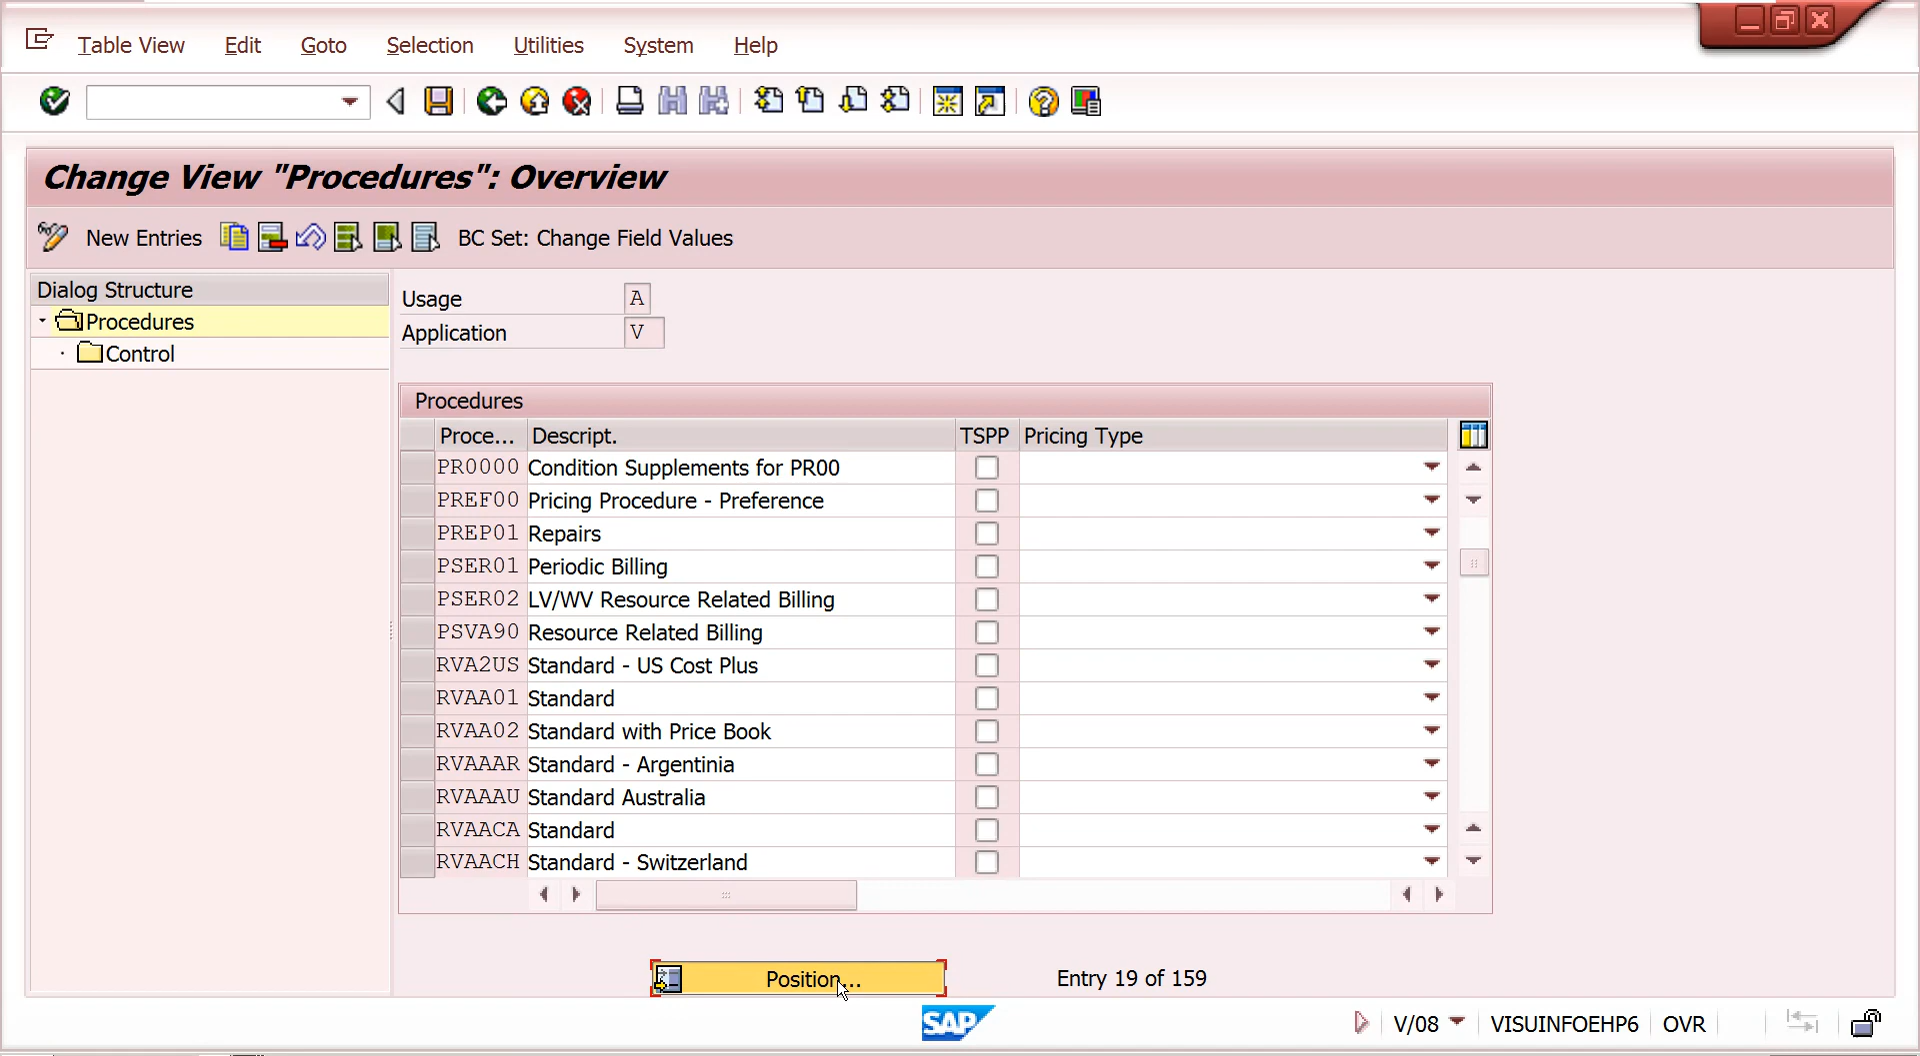 Table View Edit Goto Selection Utilities System Help
Change View "Procedures": Overview
New Entries BC Set: Change Field Values
Dialog Structure
Procedures
Control
Usage A
Application V
Procedures
Proce... Descript. TSPP Pricing Type
PR0000 Condition Supplements for PR00
PREF00 Pricing Procedure - Preference
PREP01 Repairs
PSER01 Periodic Billing
PSER02 LV/WV Resource Related Billing
PSVA90 Resource Related Billing
RVA2US Standard - US Cost Plus
RVAA01 Standard
RVAA02 Standard with Price Book
RVAAAR Standard - Argentinia
RVAAAU Standard Australia
RVAACA Standard
RVAACH Standard - Switzerland
Position... Entry 19 of 159
SAP V/08 VISUINFOEHP6 OVR